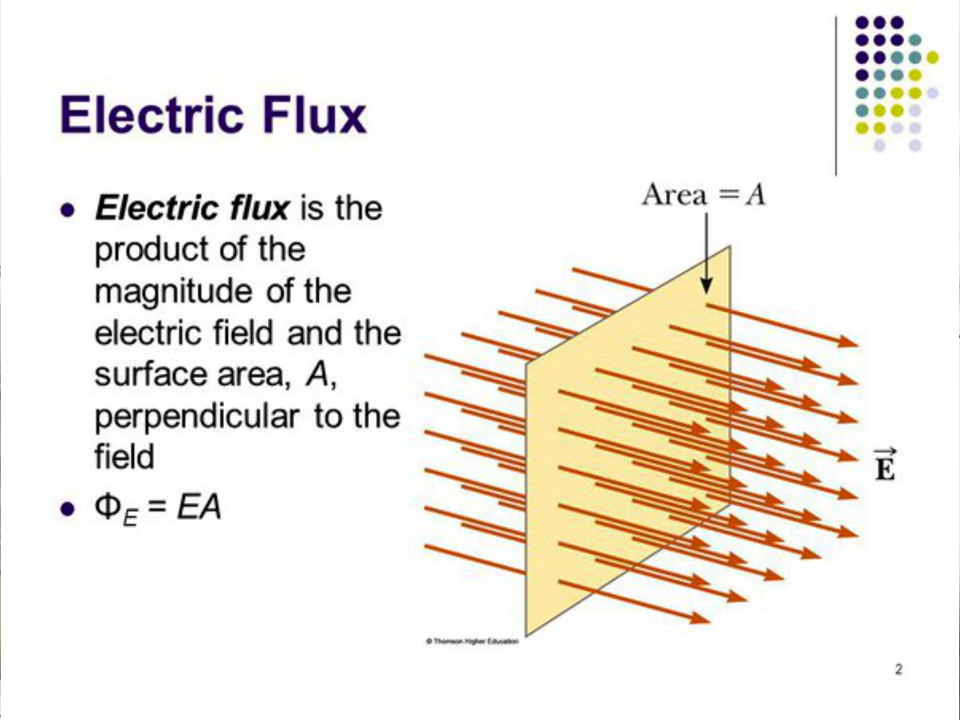 Electric Flux
Electric flux is the
product of the
magnitude of the
electric field and the
surface area, A,
perpendicular to the
field
Φ_E = EA
Area = A
E⃗
© Thomson Higher Education
2